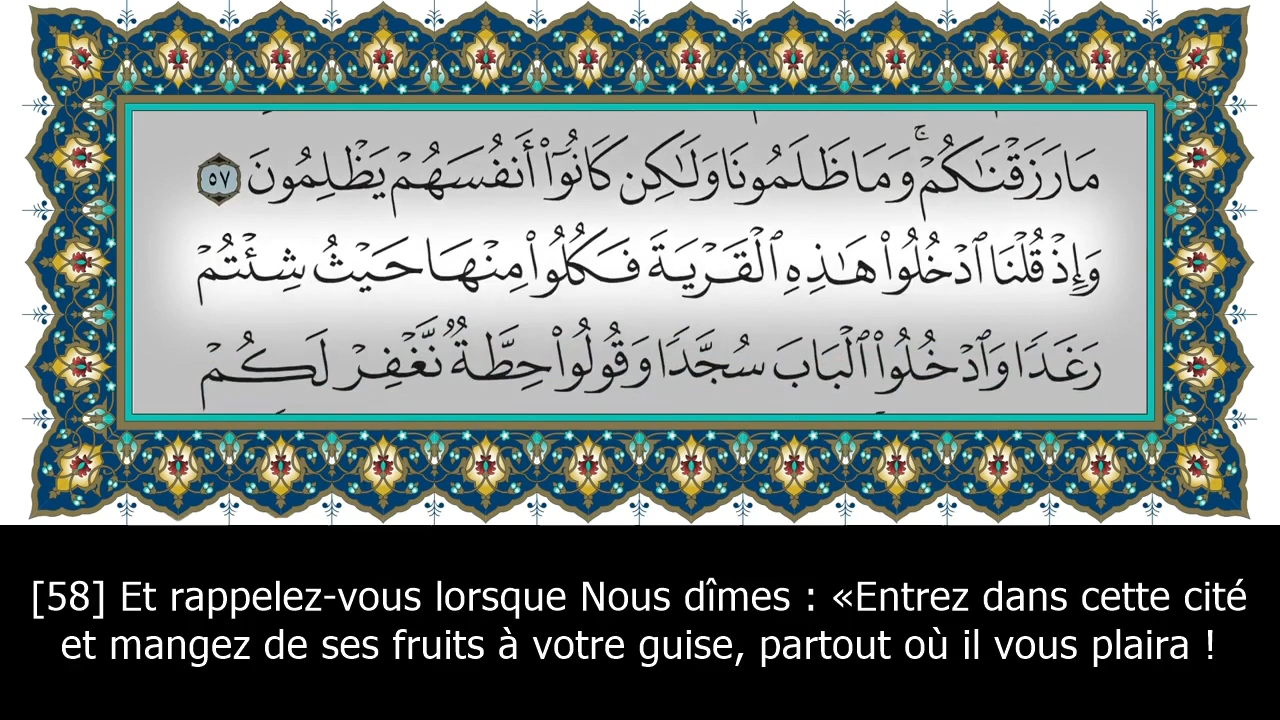 مَا رَزَقْنَـٰكُمْ ۚ وَمَا ظَلَمُونَا وَلَـٰكِن كَانُوٓا۟ أَنفُسَهُمْ يَظْلِمُونَ ٥٧
وَإِذْ قُلْنَا ٱدْخُلُوا۟ هَـٰذِهِ ٱلْقَرْيَةَ فَكُلُوا۟ مِنْهَا حَيْثُ شِئْتُمْ
رَغَدًا وَٱدْخُلُوا۟ ٱلْبَابَ سُجَّدًا وَقُولُوا۟ حِطَّةٌ نَّغْفِرْ لَكُمْ
[58] Et rappelez-vous lorsque Nous dîmes : «Entrez dans cette cité
et mangez de ses fruits à votre guise, partout où il vous plaira !